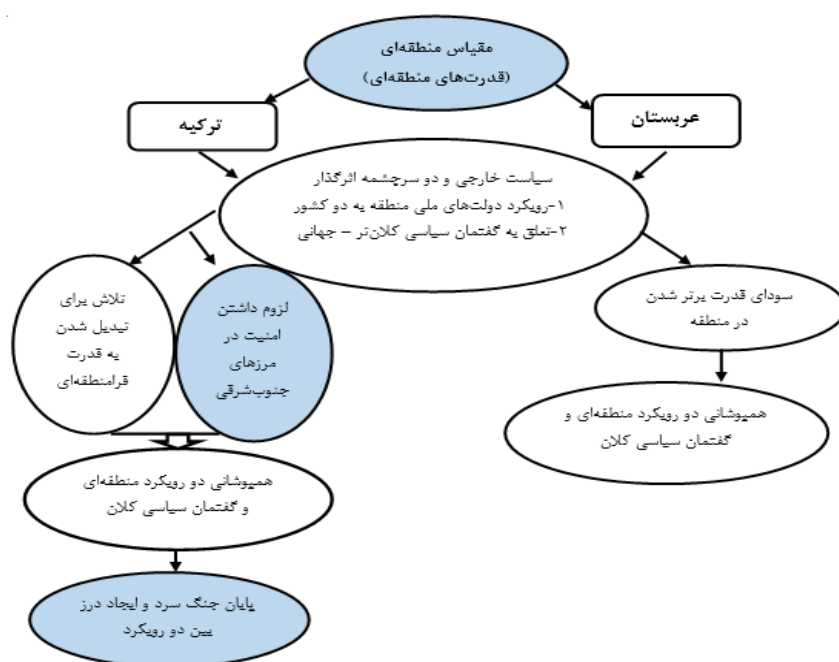 مقیاس منطقه‌ای
(قدرت‌های منطقه‌ای)
عربستان
ترکیه
سیاست خارجی و دو سرچشمه اثرگذار
۱-رویکرد دولت‌های ملی منطقه به دو کشور
۲-تعلق به گفتمان سیاسی کلان‌تر – جهانی
سودای قدرت برتر شدن
در منطقه
همپوشانی دو رویکرد منطقه‌ای و
گفتمان سیاسی کلان
لزوم داشتن
امنیت در
مرزهای
جنوب‌شرقی
تلاش برای
تبدیل شدن
به قدرت
فرامنطقه‌ای
همپوشانی دو رویکرد منطقه‌ای
و گفتمان سیاسی کلان
پایان جنگ سرد و ایجاد درز
بین دو رویکرد